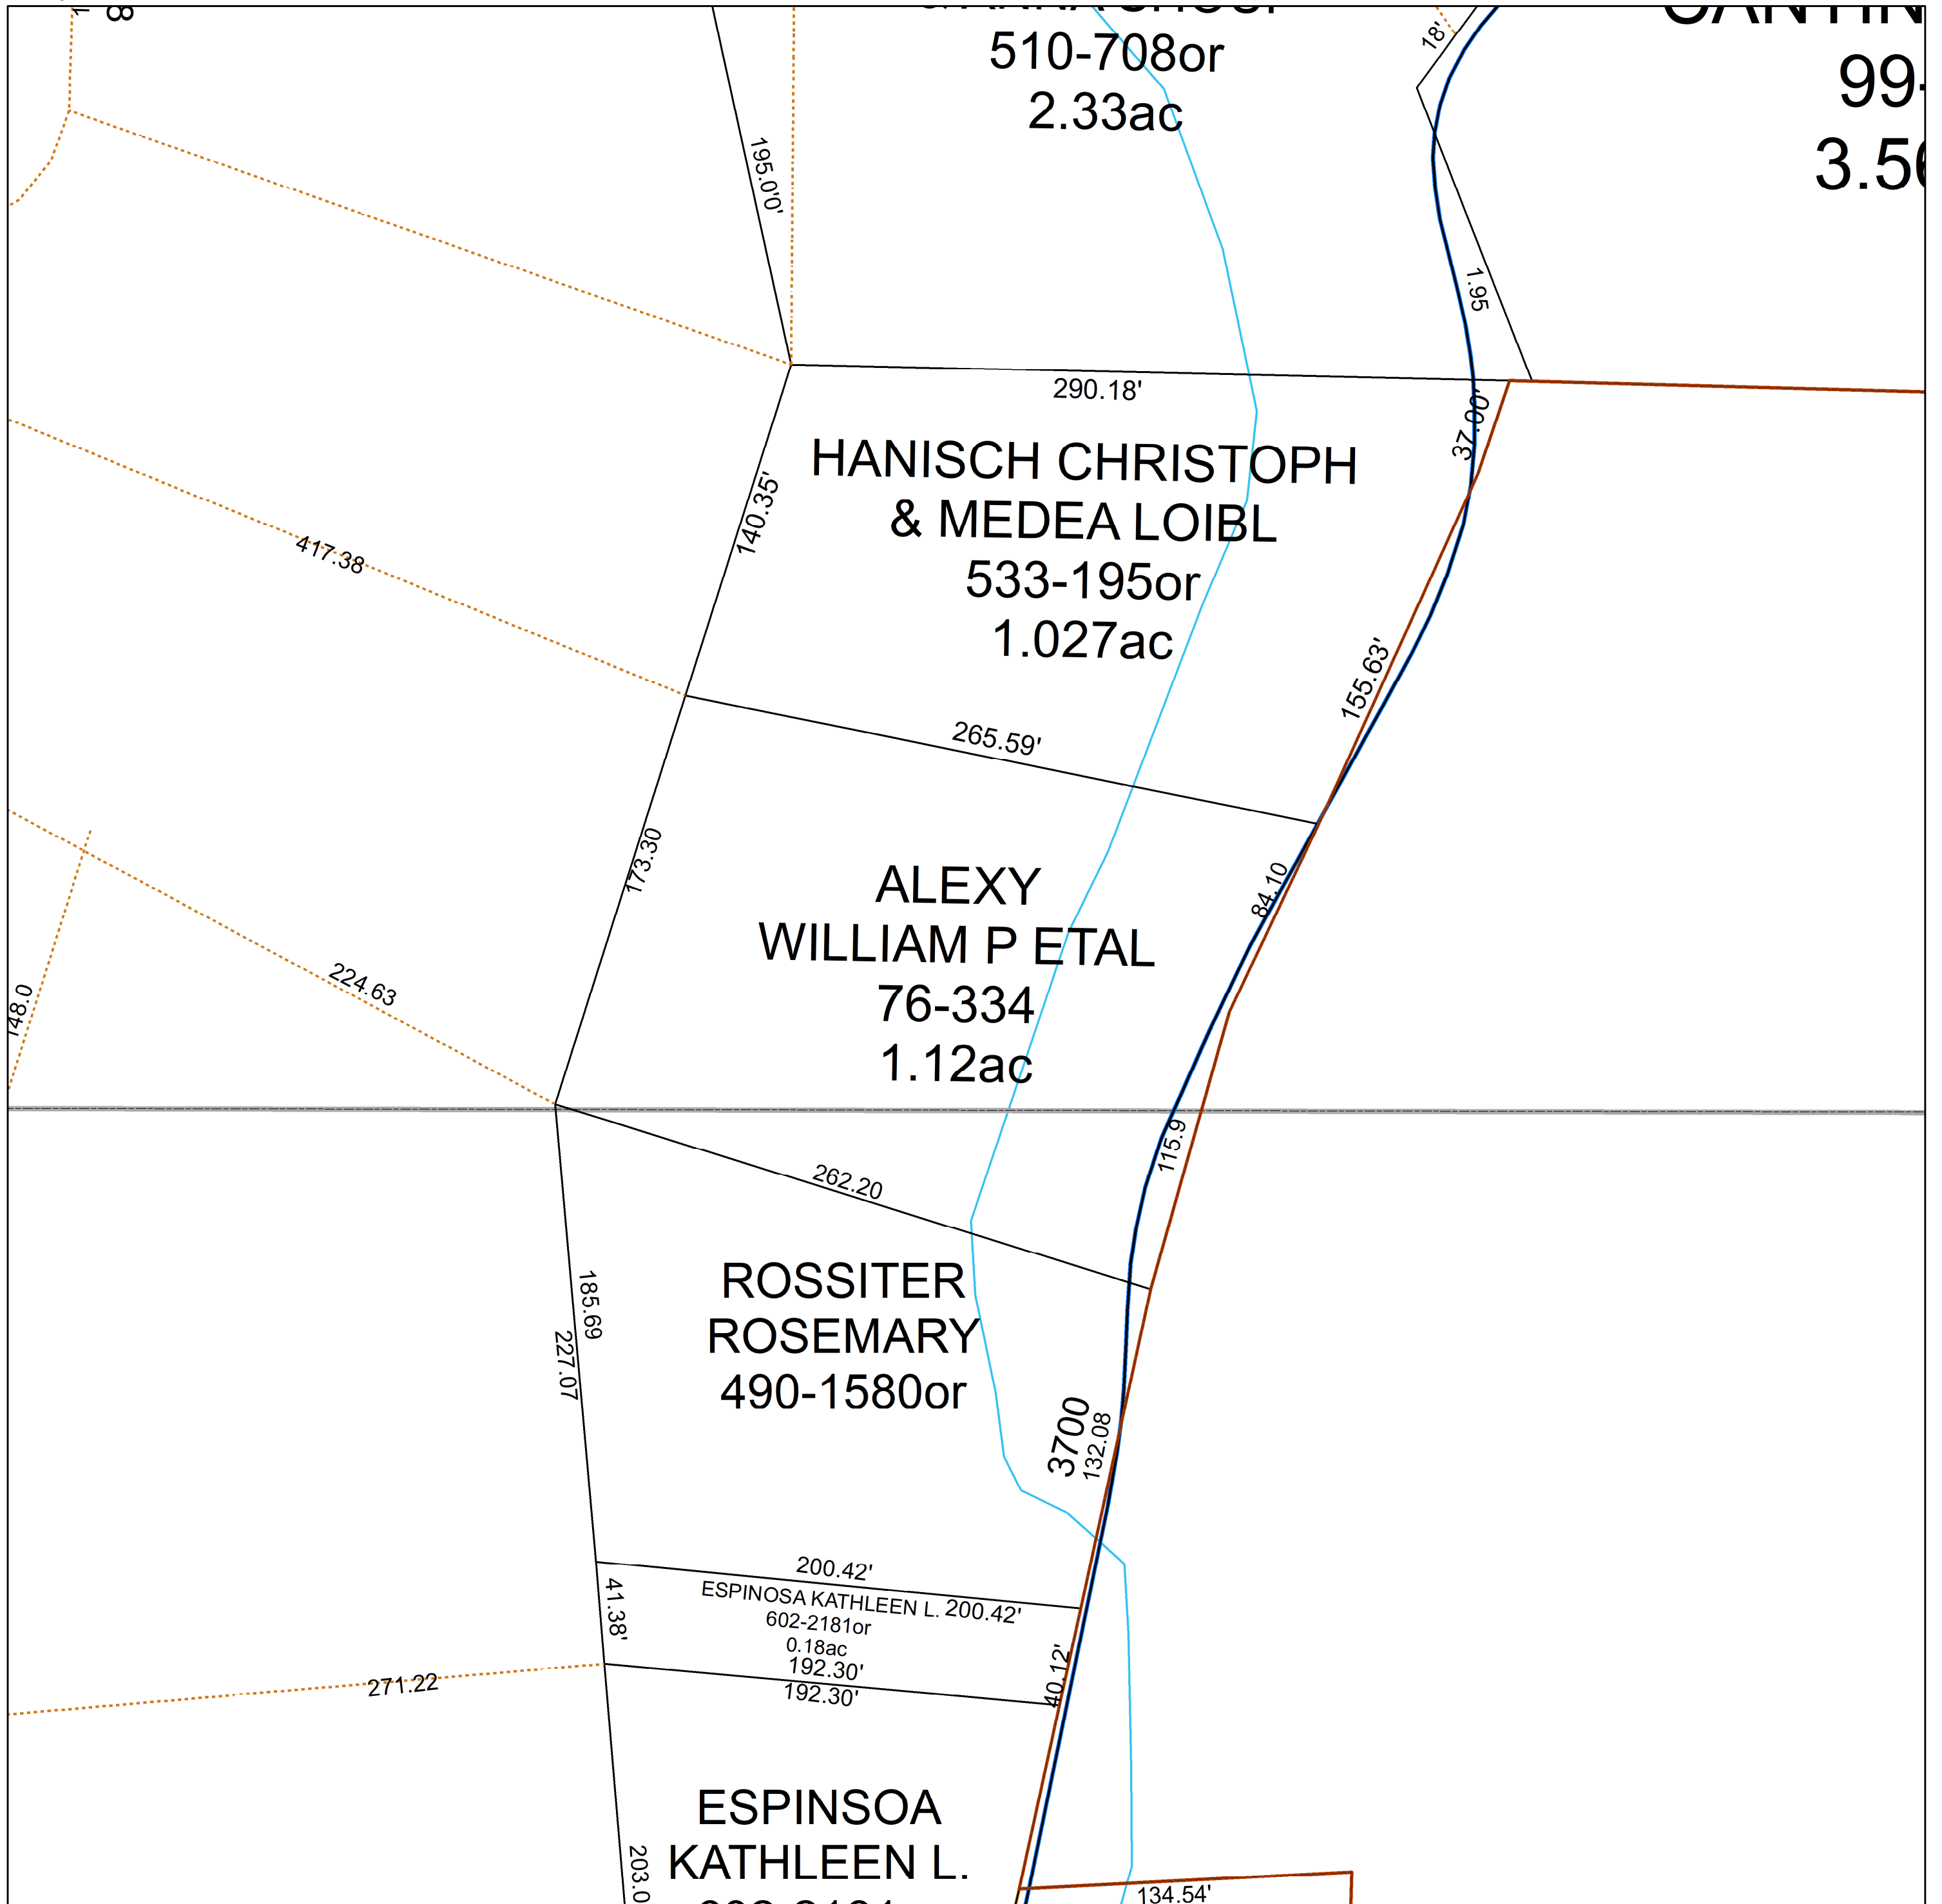 8
18'
510-708or
2.33ac
99-
3.56
195.0'0'
1.95
290.18'
37.00'
HANISCH CHRISTOPH
& MEDEA LOIBL
533-195or
1.027ac
140.35'
417.38
155.63'
265.59'
173.30
84.10
ALEXY
WILLIAM P ETAL
76-334
1.12ac
224.63
148.0
115.9
262.20
185.69
227.07
ROSSITER
ROSEMARY
490-1580or
3700
132.08
200.42'
ESPINOSA KATHLEEN L. 200.42'
602-2181or
0.18ac
192.30'
192.30'
41.38'
40.12'
271.22
ESPINSOA
KATHLEEN L.
203.0
134.54'